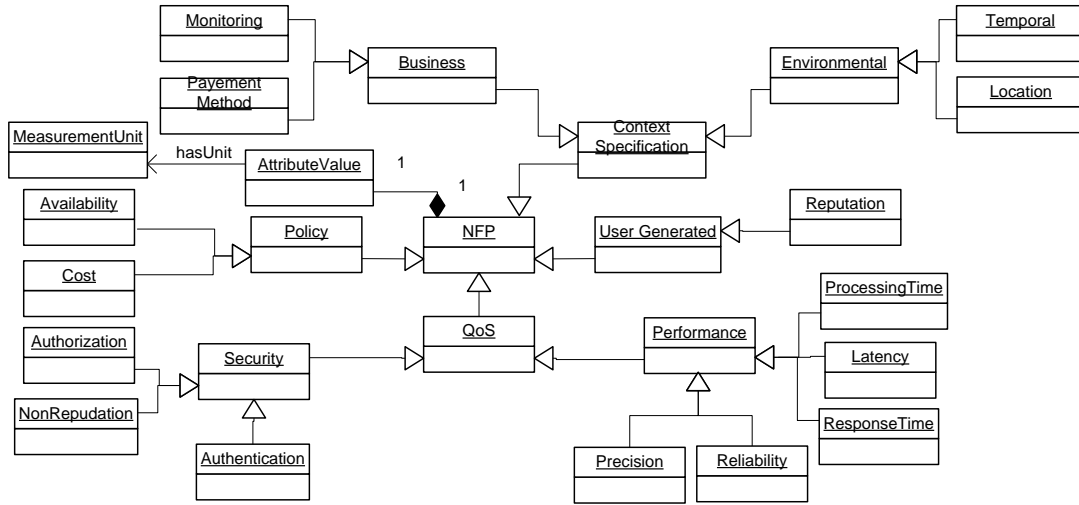 Monitoring
Temporal
Business
Environmental
Payement
Method
Location
MeasurementUnit
Context
Specification
hasUnit
AttributeValue
1
1
Availability
Policy
NFP
User Generated
Reputation
Cost
ProcessingTime
Authorization
Security
QoS
Performance
Latency
NonRepudation
ResponseTime
Authentication
Precision
Reliability